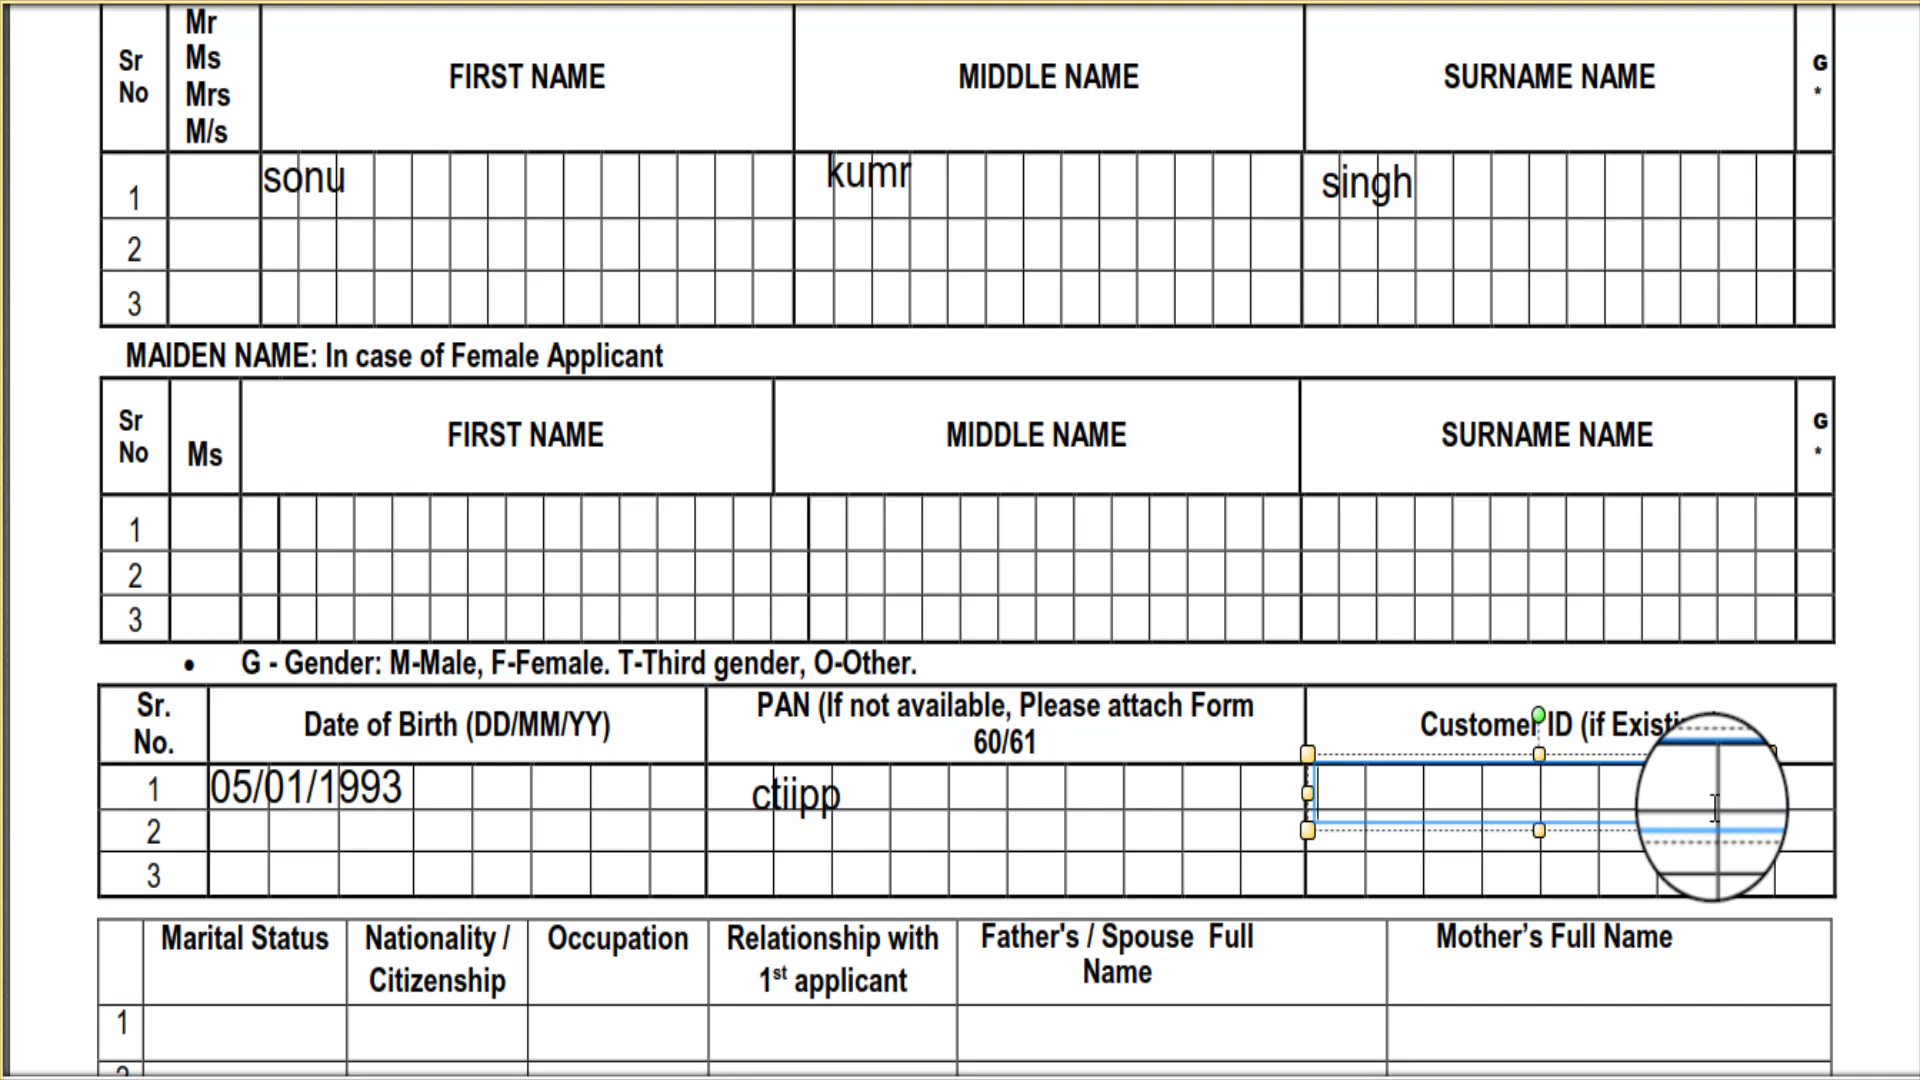 Sr No
Mr
Ms
Mrs
M/s
FIRST NAME
MIDDLE NAME
SURNAME NAME
G
*
1 sonu kumr singh
2
3
MAIDEN NAME: In case of Female Applicant
Sr No
Ms
FIRST NAME
MIDDLE NAME
SURNAME NAME
G
*
1
2
3
• G - Gender: M-Male, F-Female. T-Third gender, O-Other.
Sr.
No.
Date of Birth (DD/MM/YY)
PAN (If not available, Please attach Form
60/61
Customer ID (if
1 05/01/1993 ctiipp
2
3
Marital Status
Nationality /
Citizenship
Occupation
Relationship with
1st applicant
Father's / Spouse Full
Name
Mother’s Full Name
1